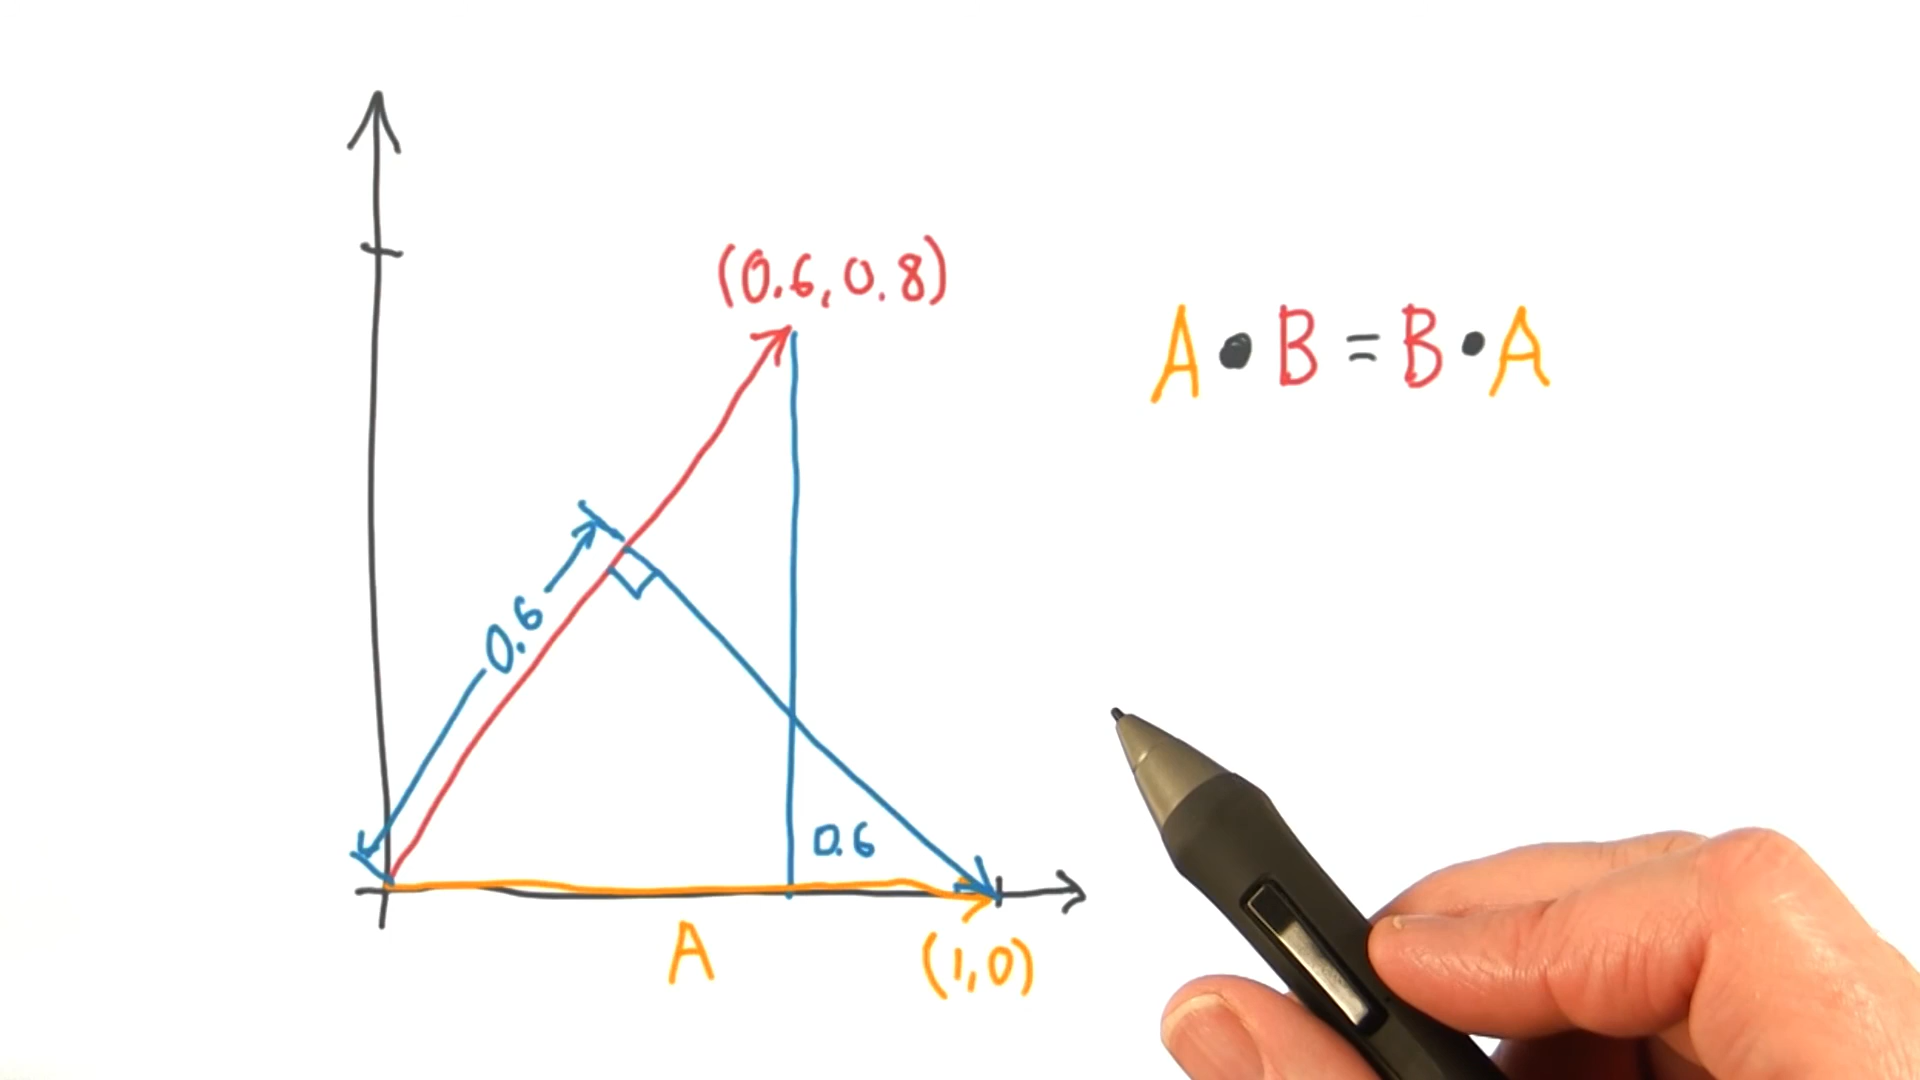 (0.6, 0.8)
A • B = B • A
0.6
0.6
A
(1,0)